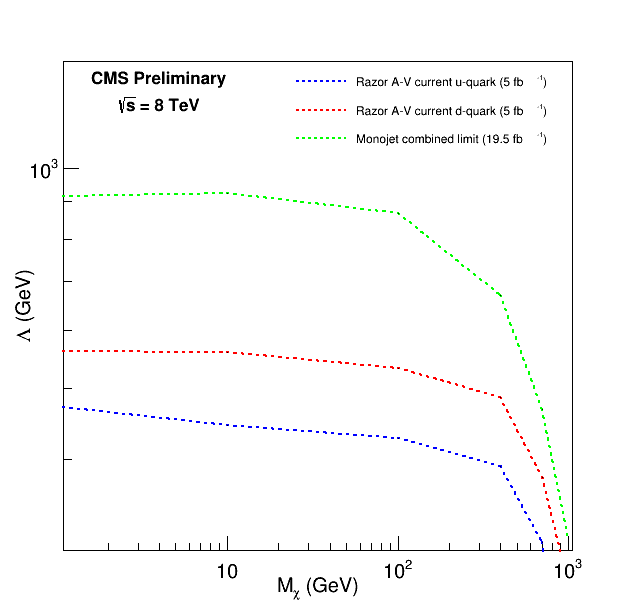 CMS Preliminary
√s = 8 TeV
Razor A-V current u-quark (5 fb⁻¹)
Razor A-V current d-quark (5 fb⁻¹)
Monojet combined limit (19.5 fb⁻¹)
10³
Λ (GeV)
10 10² 10³
Mᵪ (GeV)